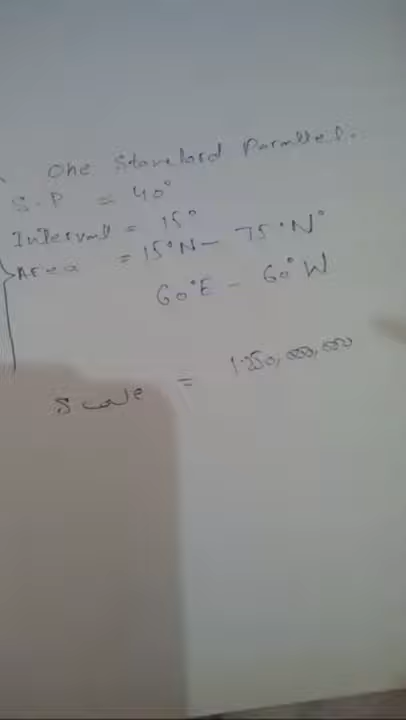 One Standard Parallel.
S.P = 40°
Interval = 15°
Area = 15°N - 75°N°
60°E - 60°W
Scale = 1:250,000,000